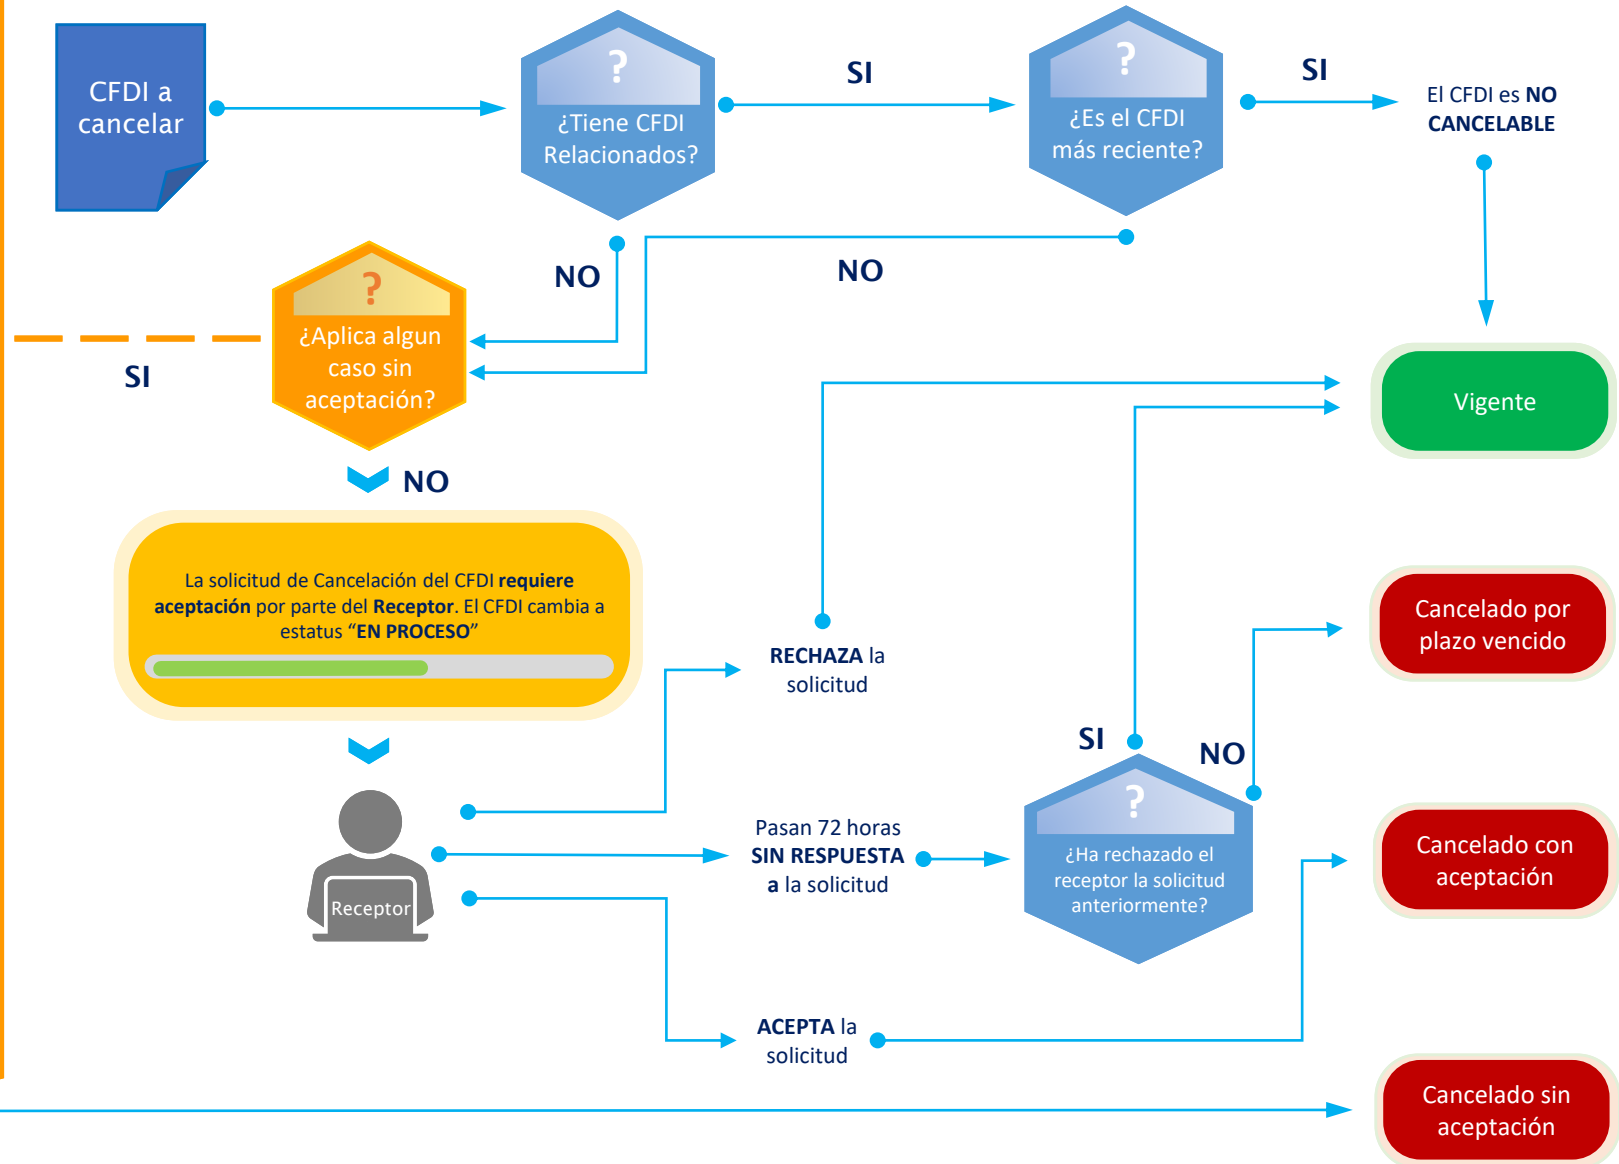 CFDI a
cancelar
?
¿Tiene CFDI
Relacionados?
SI
?
¿Es el CFDI
más reciente?
SI
El CFDI es NO
CANCELABLE
NO
NO
?
¿Aplica algun
caso sin
aceptación?
SI
NO
Vigente
La solicitud de Cancelación del CFDI requiere
aceptación por parte del Receptor. El CFDI cambia a
estatus “EN PROCESO”
RECHAZA la
solicitud
Cancelado por
plazo vencido
SI
NO
Receptor
Pasan 72 horas
SIN RESPUESTA
a la solicitud
?
¿Ha rechazado el
receptor la solicitud
anteriormente?
Cancelado con
aceptación
ACEPTA la
solicitud
Cancelado sin
aceptación